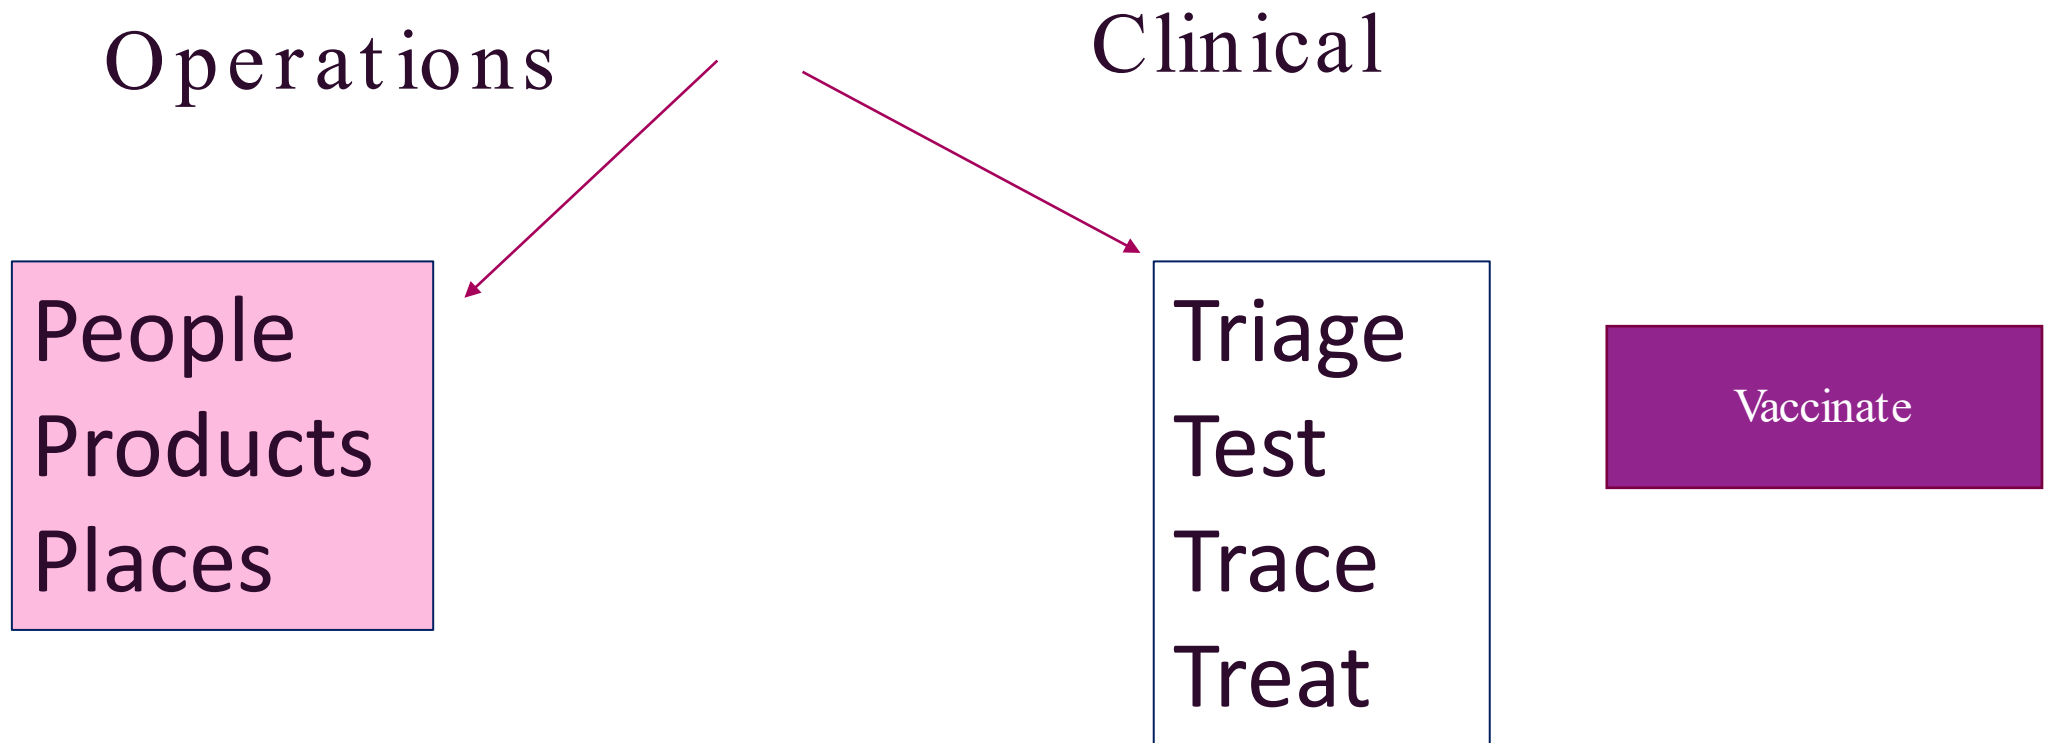 Operations
Clinical
People
Products
Places
Triage
Test
Trace
Treat
Vaccinate